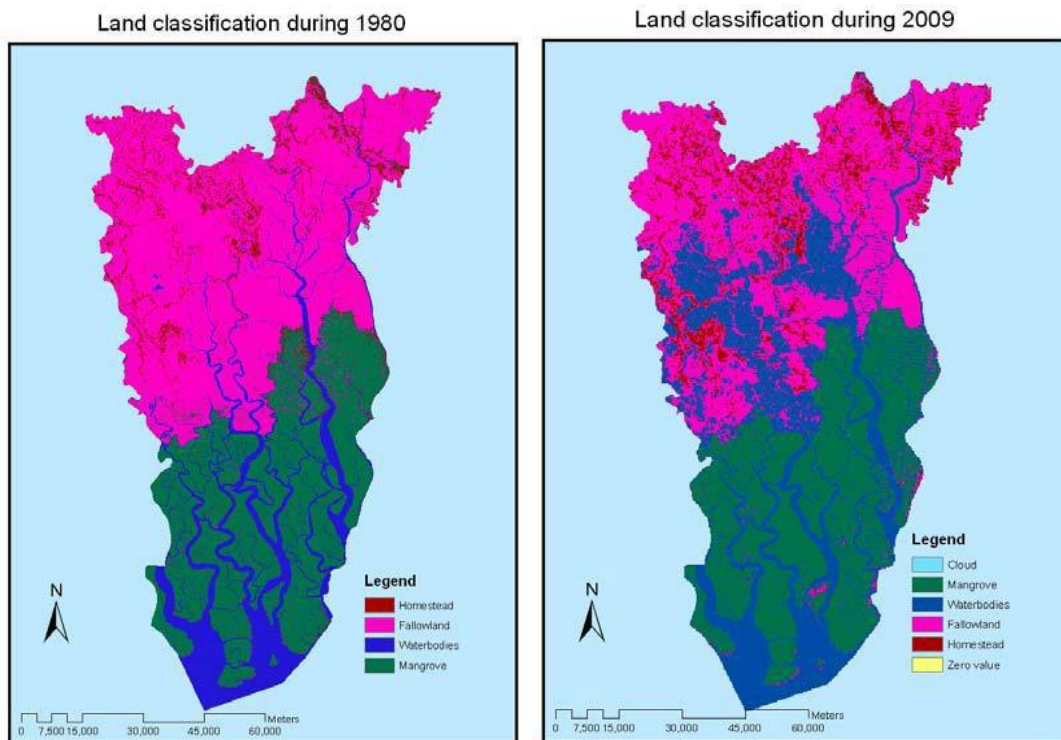 Land classification during 1980
N
Legend
Homestead
Fallowland
Waterbodies
Mangrove
Meters
0 7,500 15,000 30,000 45,000 60,000
Land classification during 2009
N
Legend
Cloud
Mangrove
Waterbodies
Fallowland
Homestead
Zero value
Meters
0 7,500 15,000 30,000 45,000 60,000